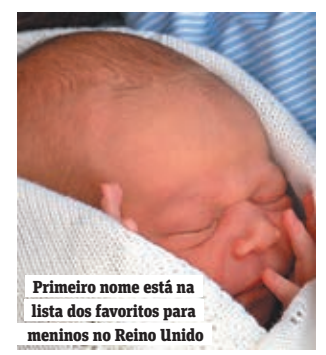 Primeiro nome está na
lista dos favoritos para
meninos no Reino Unido